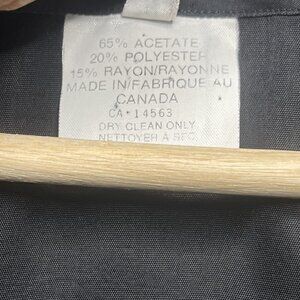 65% ACETATE
20% POLYESTER
15% RAYON/RAYONNE
MADE IN/FABRIQUE AU
CANADA
CA-14563
DRY CLEAN ONLY
NETTOYER À SEC